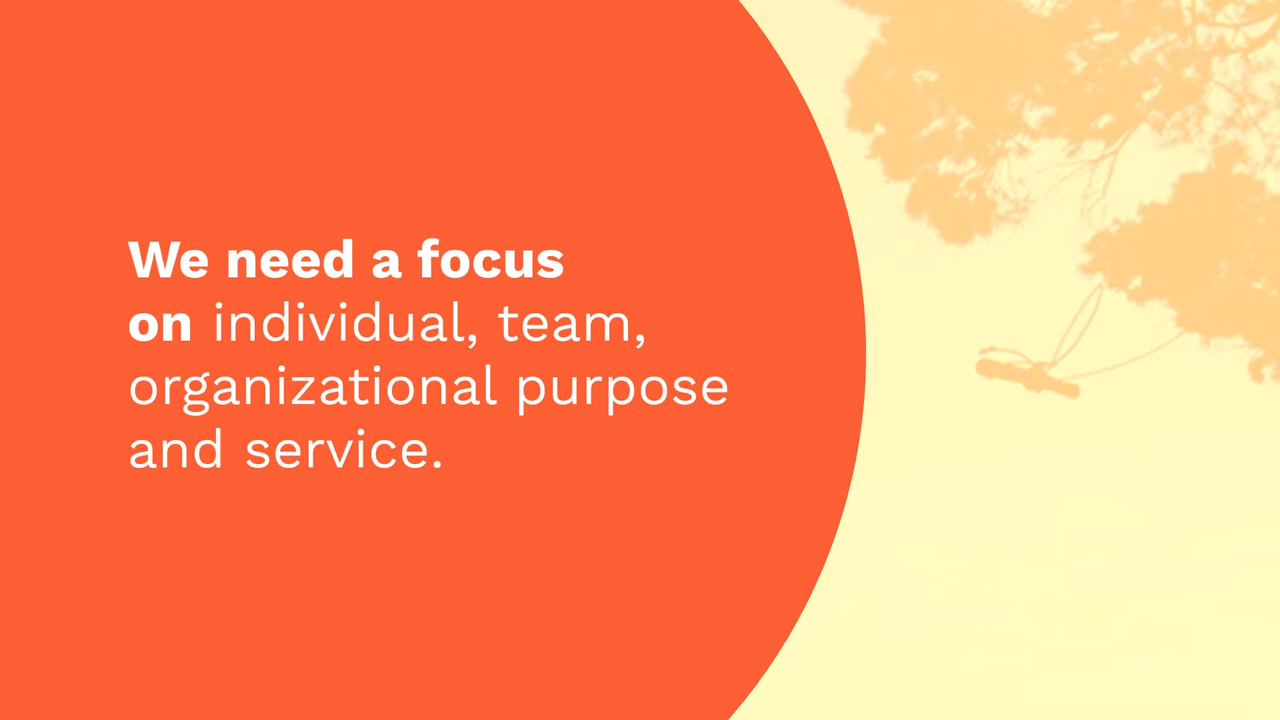 We need a focus
on individual, team,
organizational purpose
and service.